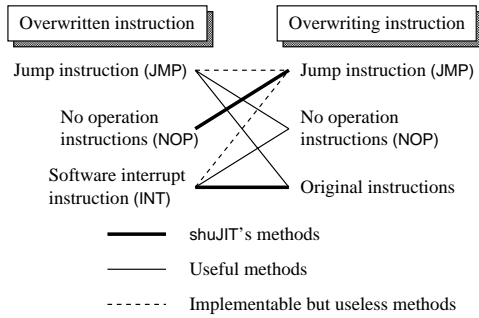 Overwritten instruction
Overwriting instruction
Jump instruction (JMP)
Jump instruction (JMP)
No operation
instructions (NOP)
No operation
instructions (NOP)
Software interrupt
instruction (INT)
Original instructions
shuJIT's methods
Useful methods
Implementable but useless methods